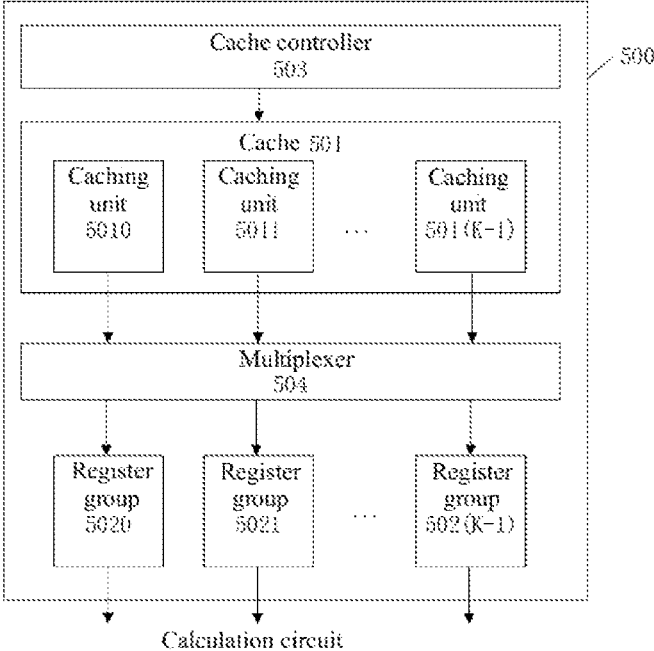 Cache controller
503
500
Cache 501
Caching unit 5010
Caching unit 5011
...
Caching unit 501(K-1)
Multiplexer
504
Register group 5020
Register group 5021
...
Register group 502(K-1)
Calculation circuit